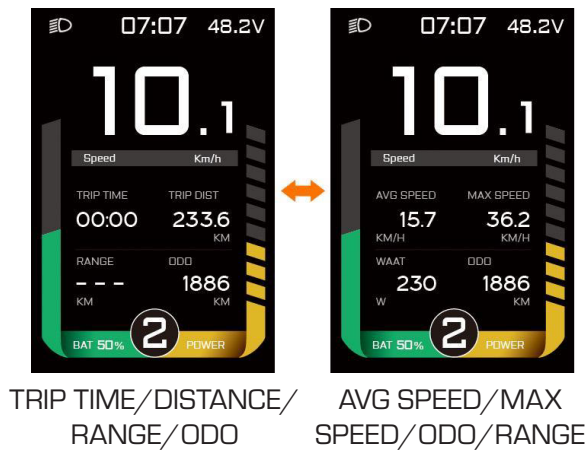 07:07 48.2V
10.1
Speed Km/h
TRIP TIME TRIP DIST
00:00 233.6
KM
RANGE ODO
--- 1886
KM KM
BAT 50% 2 POWER
TRIP TIME/DISTANCE/
RANGE/ODO
07:07 48.2V
10.1
Speed Km/h
AVG SPEED MAX SPEED
15.7 36.2
KM/H KM/H
WAAT ODO
230 1886
W KM
BAT 50% 2 POWER
AVG SPEED/MAX
SPEED/ODO/RANGE